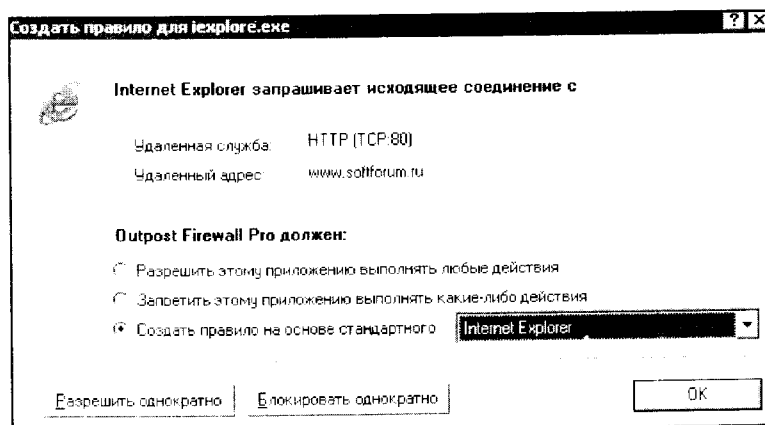 Создать правило для iexplore.exe
Internet Explorer запрашивает исходящее соединение с
Удаленная служба: HTTP (TCP:80)
Удаленный адрес: www.softforum.ru
Outpost Firewall Pro должен:
Разрешить этому приложению выполнять любые действия
Запретить этому приложению выполнять какие-либо действия
Создать правило на основе стандартного Internet Explorer
Разрешить однократно Блокировать однократно OK